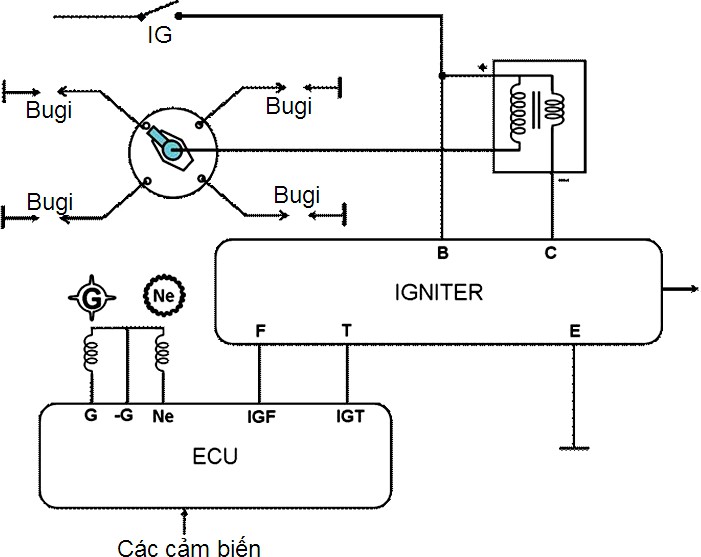 IG
+
Bugi
Bugi
Bugi
Bugi
–
B C
IGNITER
F T E
G Ne
G -G Ne IGF IGT
ECU
Các cảm biến